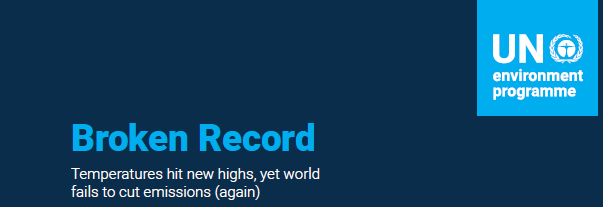 UN
environment
programme
Broken Record
Temperatures hit new highs, yet world
fails to cut emissions (again)